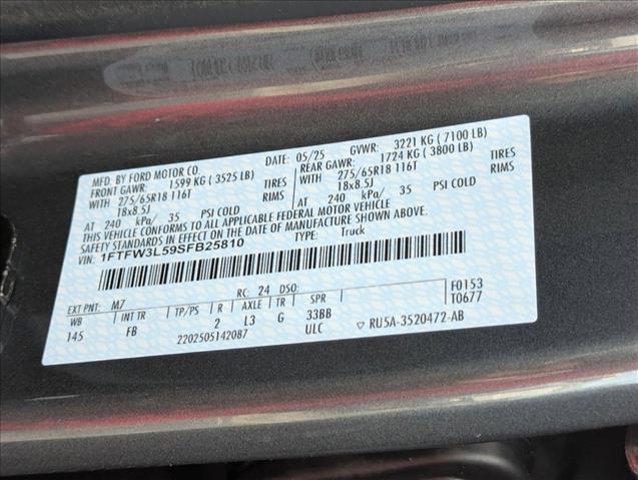 MFD. BY FORD MOTOR CO.
DATE: 05/25 GVWR: 3221 KG ( 7100 LB)
FRONT GAWR: 1599 KG ( 3525 LB)
REAR GAWR: 1724 KG ( 3800 LB)
WITH 275/65R18 116T TIRES
WITH 275/65R18 116T TIRES
18x8.5J RIMS
18x8.5J RIMS
AT 240 kPa/ 35 PSI COLD
AT 240 kPa/ 35 PSI COLD
THIS VEHICLE CONFORMS TO ALL APPLICABLE FEDERAL MOTOR VEHICLE
SAFETY STANDARDS IN EFFECT ON THE DATE OF MANUFACTURE SHOWN ABOVE.
VIN: 1FTFW3L59SFB25810
TYPE: Truck
EXT PNT: M7 RC: 24 DSO:
F0153
T0677
WB INT TR TP/PS R AXLE TR SPR
145 FB 2 L3 G 33BB
2202505142087 ULC
RU5A-3520472-AB